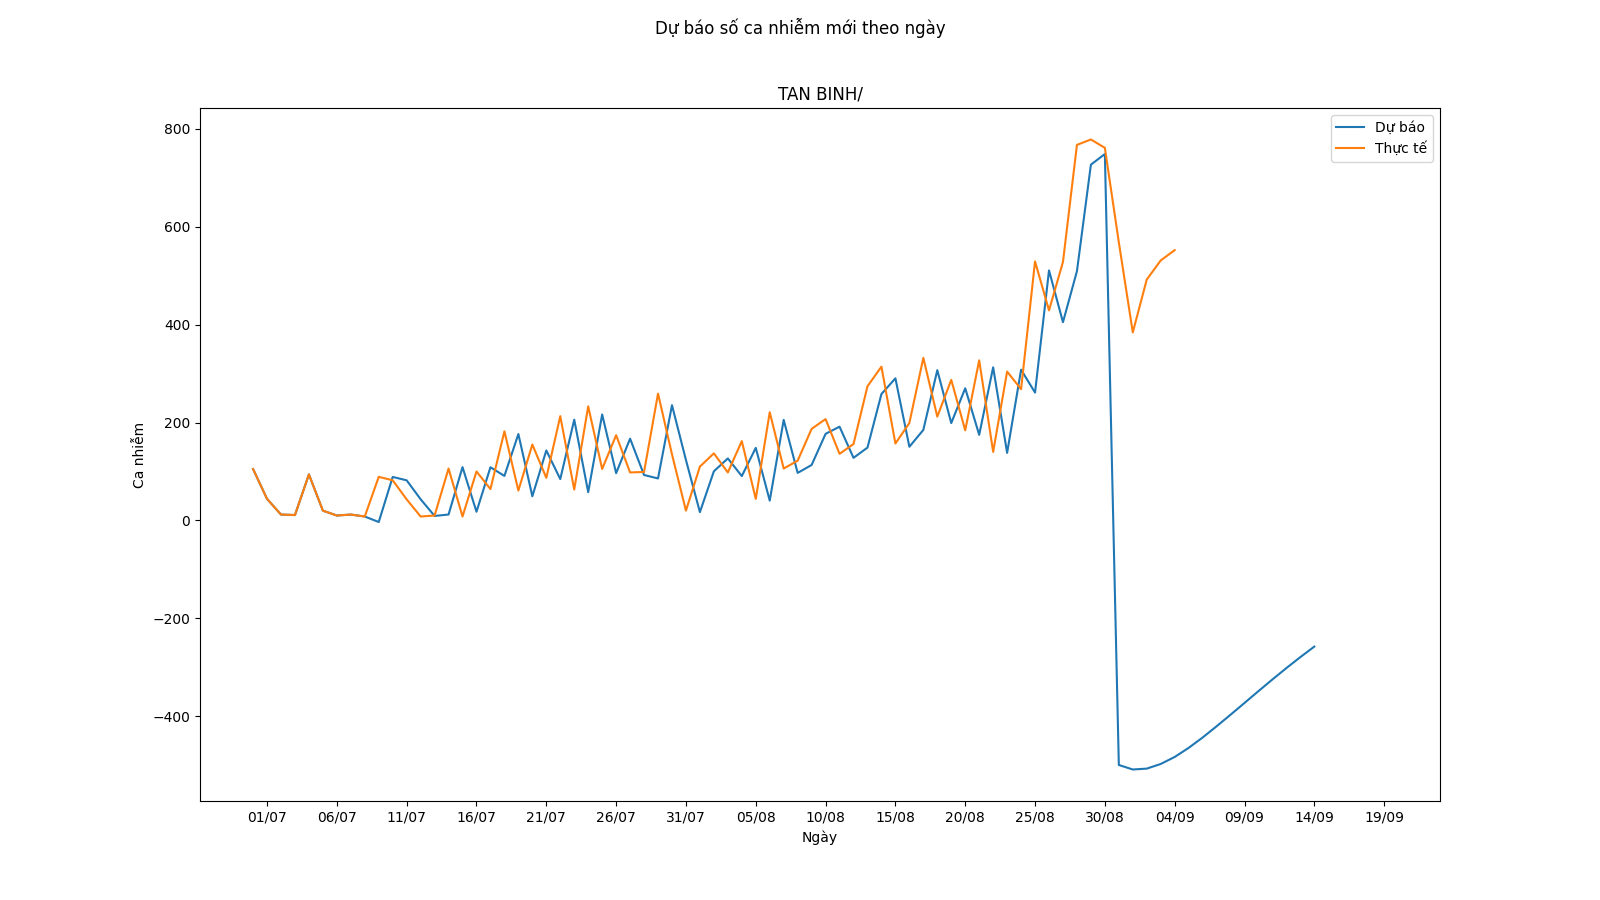 Dự báo số ca nhiễm mới theo ngày
TAN BINH/
Dự báo
Thực tế
800
600
400
200
0
−200
−400
Ca nhiễm
01/07 06/07 11/07 16/07 21/07 26/07 31/07 05/08 10/08 15/08 20/08 25/08 30/08 04/09 09/09 14/09 19/09
Ngày